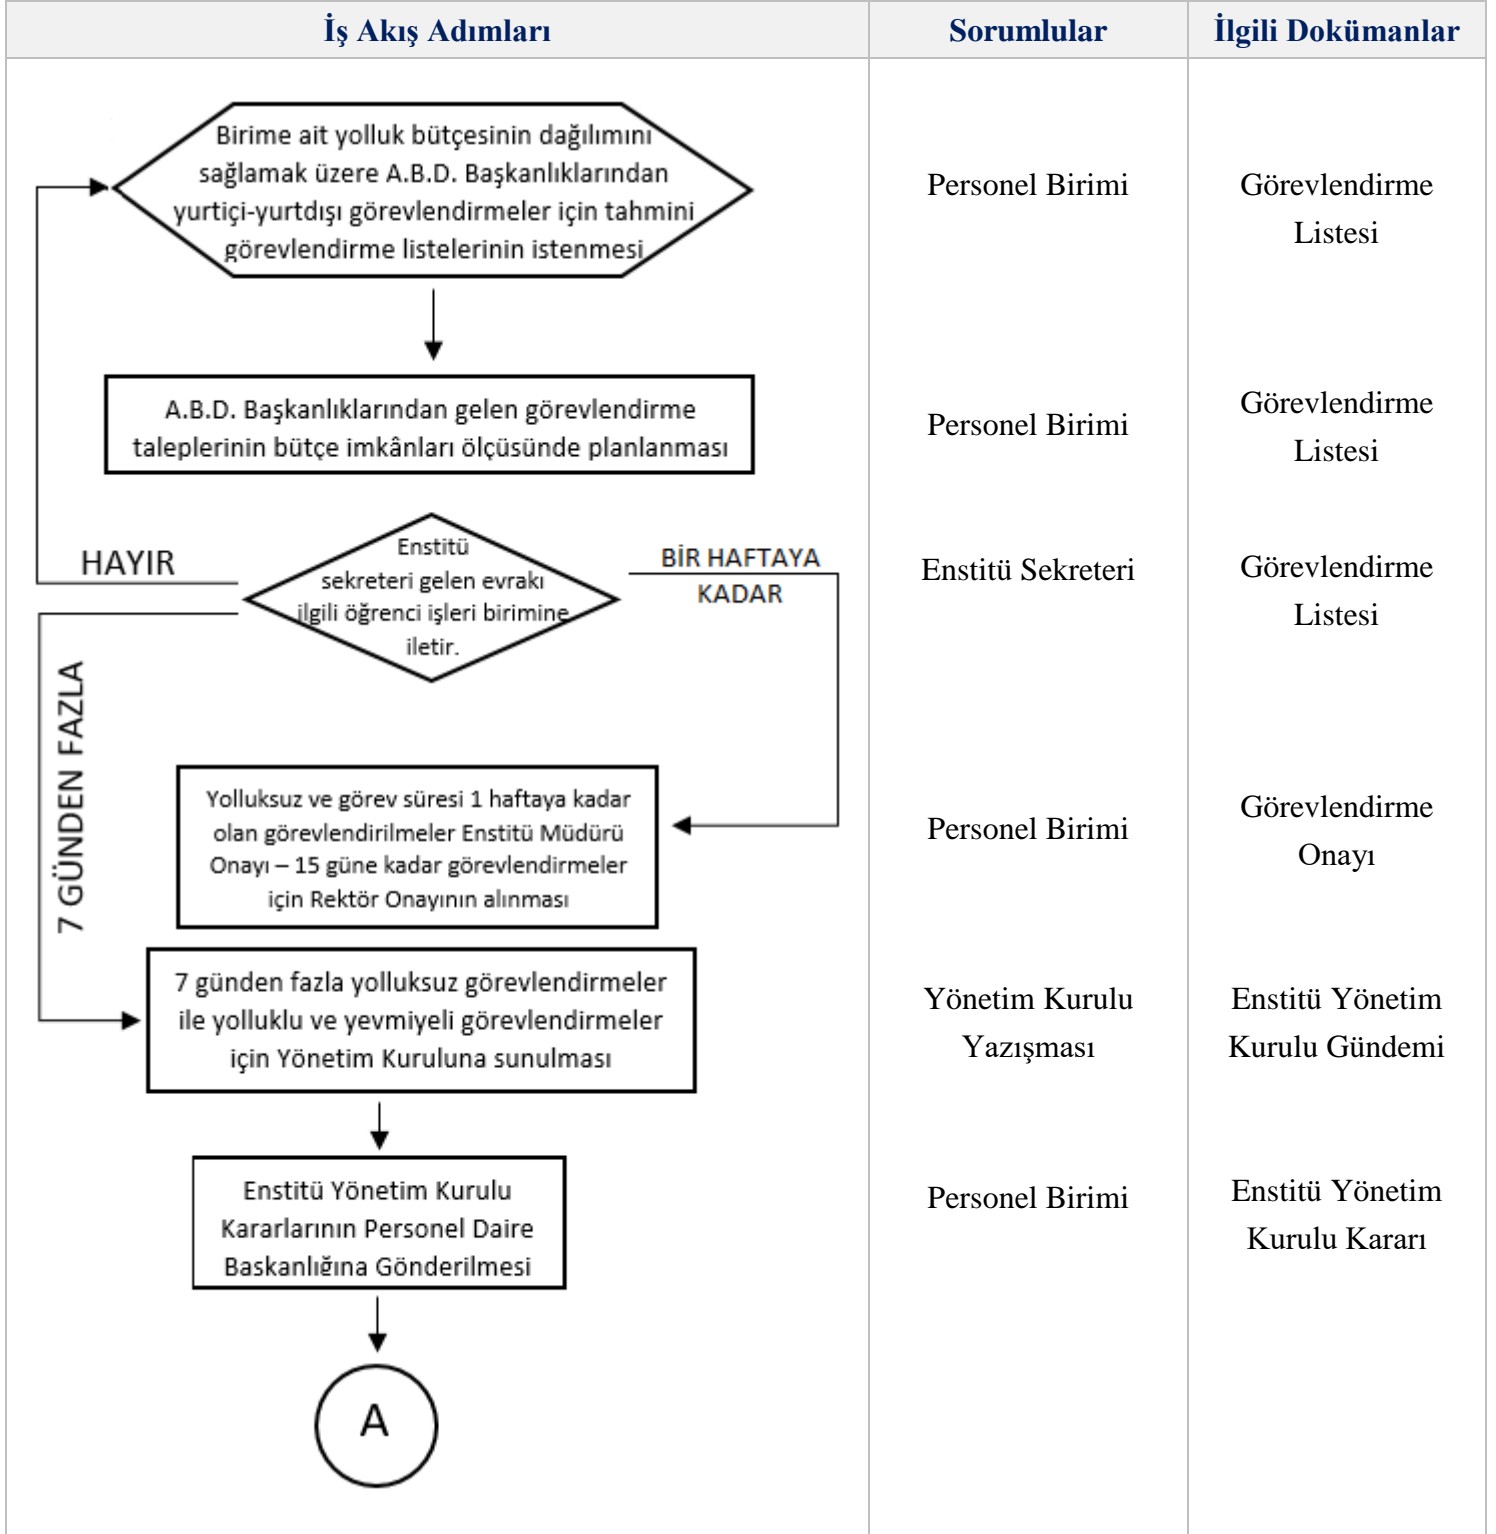 İş Akış Adımları
Sorumlular
İlgili Dokümanlar
Birime ait yolluk bütçesinin dağılımını
sağlamak üzere A.B.D. Başkanlıklarından
yurtiçi-yurtdışı görevlendirmeler için tahmini
görevlendirme listelerinin istenmesi
Personel Birimi
Görevlendirme
Listesi
A.B.D. Başkanlıklarından gelen görevlendirme
taleplerinin bütçe imkânları ölçüsünde planlanması
Personel Birimi
Görevlendirme
Listesi
HAYIR
Enstitü
sekreteri gelen evrakı
ilgili öğrenci işleri birimine
iletir.
BİR HAFTAYA
KADAR
Enstitü Sekreteri
Görevlendirme
Listesi
7 GÜNDEN FAZLA
Yolluksuz ve görev süresi 1 haftaya kadar
olan görevlendirilmeler Enstitü Müdürü
Onayı – 15 güne kadar görevlendirmeler
için Rektör Onayının alınması
Personel Birimi
Görevlendirme
Onayı
7 günden fazla yolluksuz görevlendirmeler
ile yolluklu ve yevmiyeli görevlendirmeler
için Yönetim Kuruluna sunulması
Yönetim Kurulu
Yazışması
Enstitü Yönetim
Kurulu Gündemi
Enstitü Yönetim Kurulu
Kararlarının Personel Daire
Başkanlığına Gönderilmesi
Personel Birimi
Enstitü Yönetim
Kurulu Kararı
A